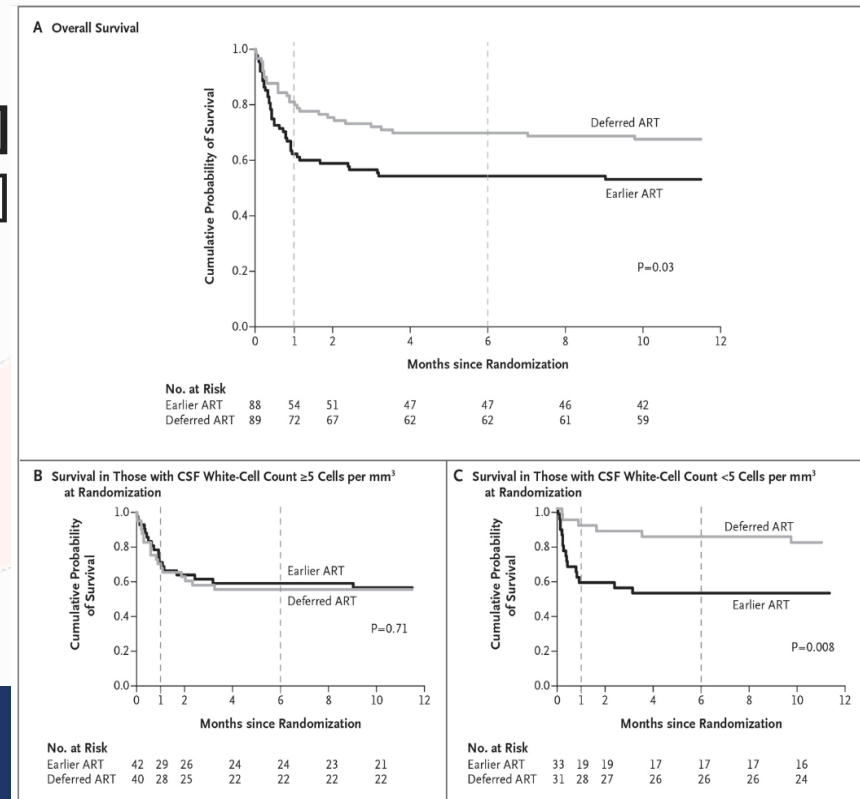 A Overall Survival
Cumulative Probability of Survival
1.0
0.8
0.6
0.4
0.2
0.0
Deferred ART
Earlier ART
P=0.03
0 1 2 4 6 8 10 12
Months since Randomization
No. at Risk
Earlier ART 88 54 51 47 47 46 42
Deferred ART 89 72 67 62 62 61 59
B Survival in Those with CSF White-Cell Count ≥5 Cells per mm³
at Randomization
Cumulative Probability
of Survival
1.0
0.8
0.6
0.4
0.2
0.0
Earlier ART
Deferred ART
P=0.71
0 1 2 4 6 8 10 12
Months since Randomization
No. at Risk
Earlier ART 42 29 26 24 24 23 21
Deferred ART 40 28 25 22 22 22 22
C Survival in Those with CSF White-Cell Count <5 Cells per mm³
at Randomization
Cumulative Probability
of Survival
1.0
0.8
0.6
0.4
0.2
0.0
Deferred ART
Earlier ART
P=0.008
0 1 2 4 6 8 10 12
Months since Randomization
No. at Risk
Earlier ART 33 19 19 17 17 17 16
Deferred ART 31 28 27 26 26 26 24